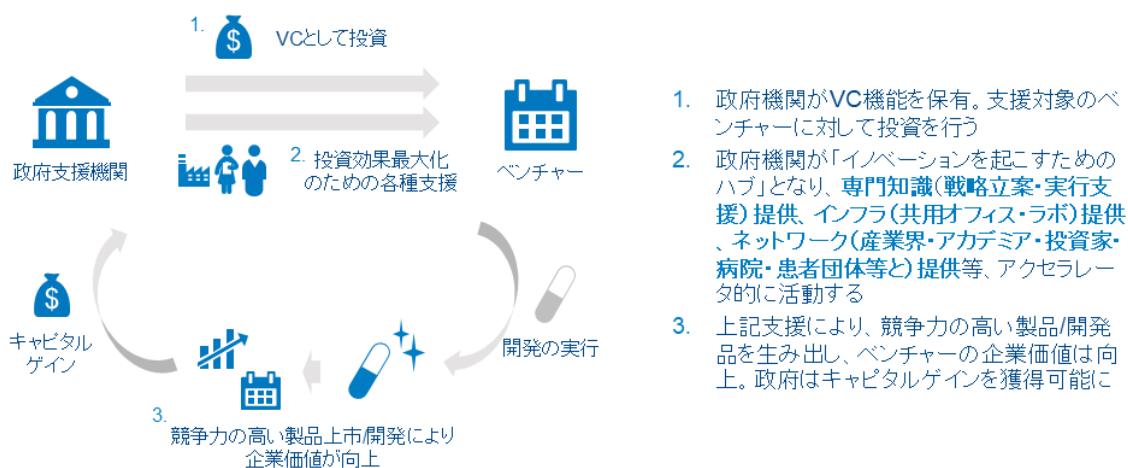 1.
$
VCとして投資
政府支援機関
2. 投資効果最大化
のための各種支援
ベンチャー
$
キャピタル
ゲイン
開発の実行
3.
競争力の高い製品上市/開発により
企業価値が向上
1. 政府機関がVC機能を保有。支援対象のベ
ンチャーに対して投資を行う
2. 政府機関が「イノベーションを起こすための
ハブ」となり、専門知識(戦略立案・実行支
援)提供、インフラ(共用オフィス・ラボ)提供
、ネットワーク(産業界・アカデミア・投資家・
病院・患者団体等と)提供等、アクセラレー
タ的に活動する
3. 上記支援により、競争力の高い製品/開発
品を生み出し、ベンチャーの企業価値は向
上。政府はキャピタルゲインを獲得可能に